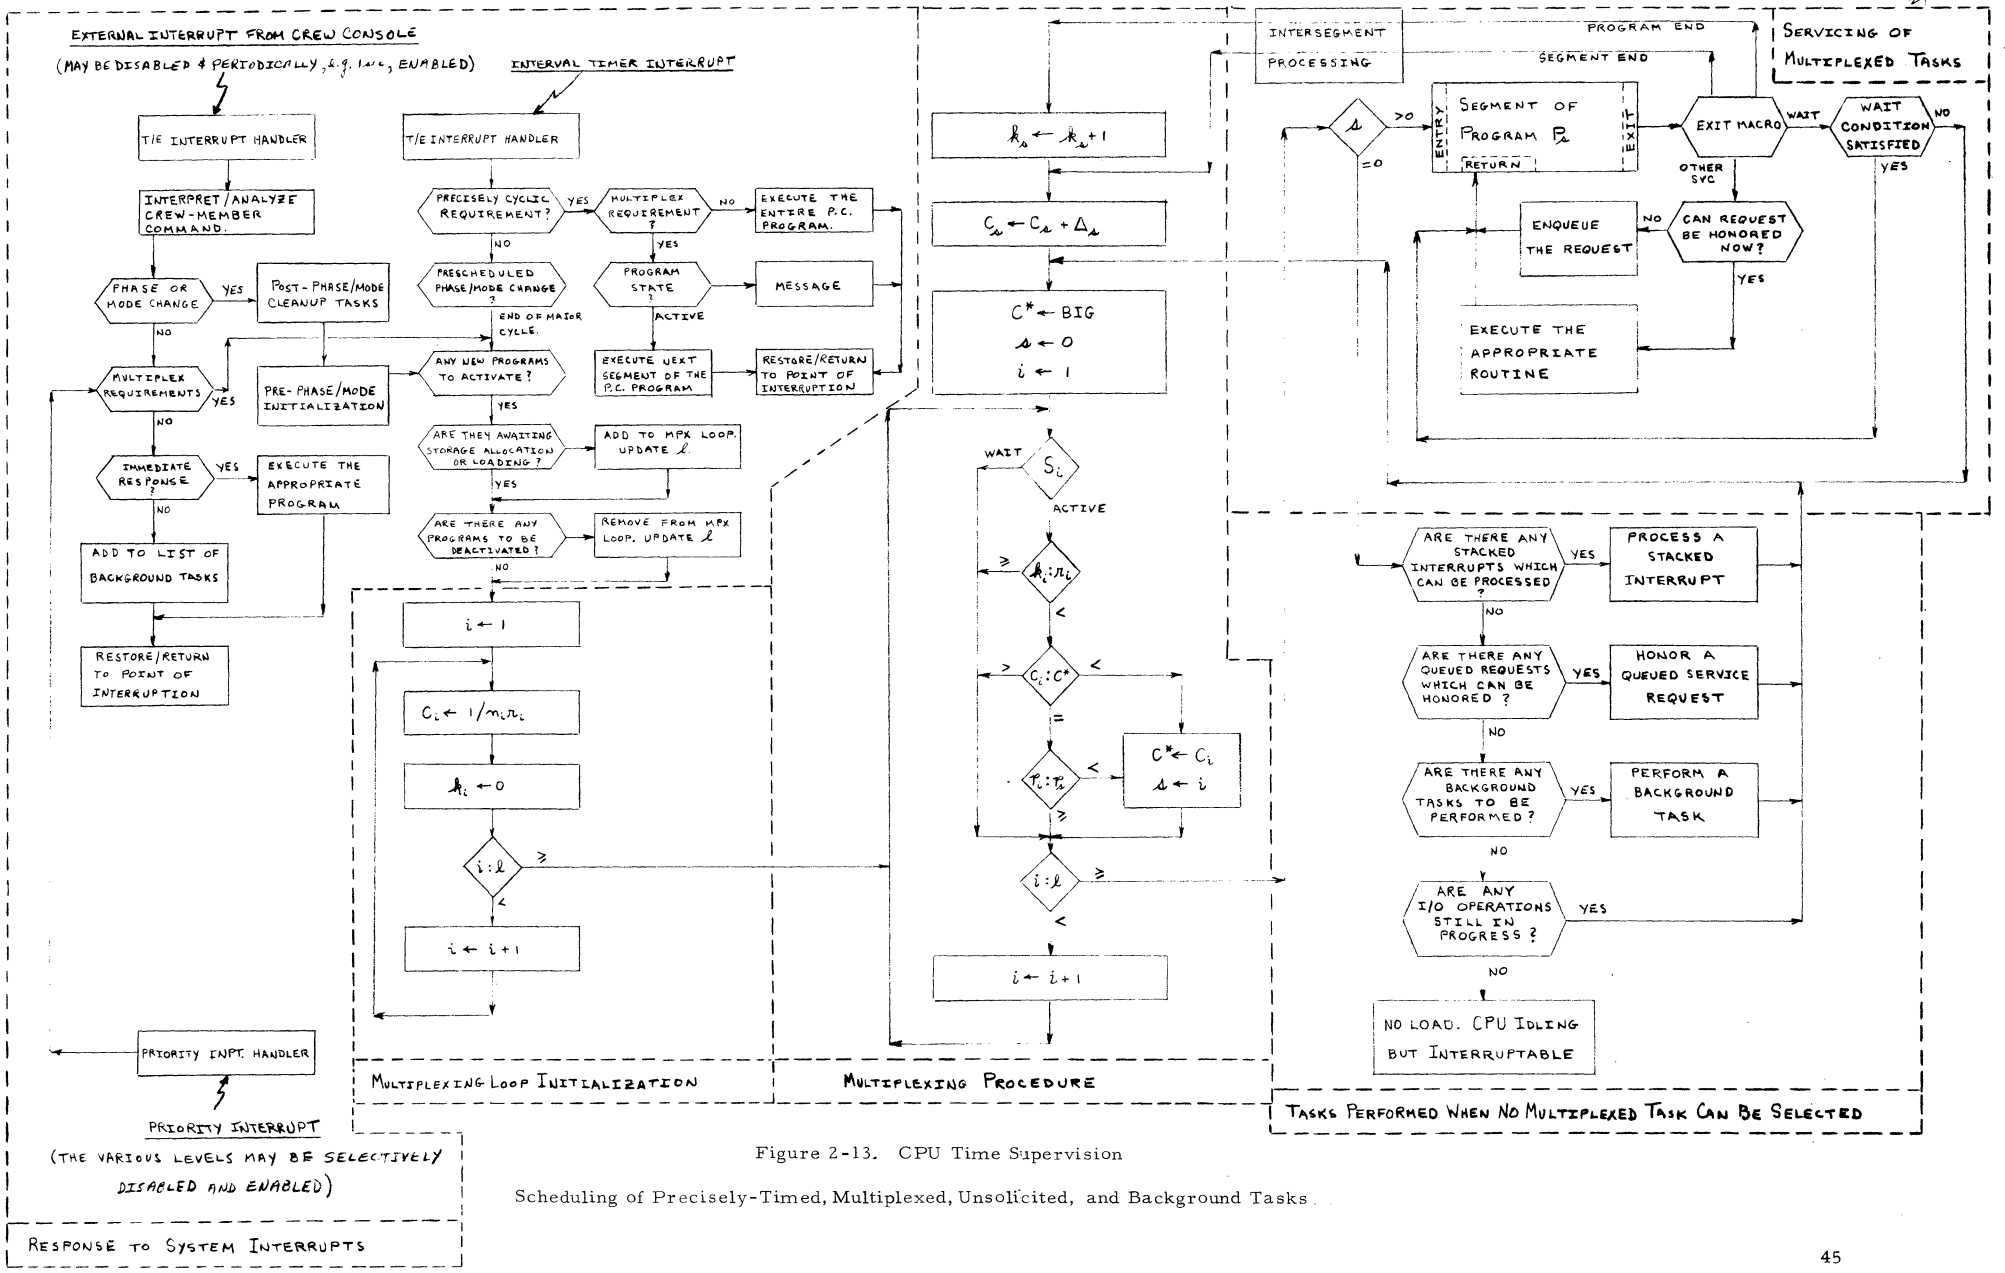 EXTERNAL INTERRUPT FROM CREW CONSOLE
(MAY BE DISABLED & PERIODICALLY, e.g. 1 sec, ENABLED)
T/E INTERRUPT HANDLER
INTERPRET/ANALYZE
CREW-MEMBER
COMMAND.
PHASE OR
MODE CHANGE
YES
NO
POST-PHASE/MODE
CLEANUP TASKS
MULTIPLEX
REQUIREMENTS
YES
NO
PRE-PHASE/MODE
INITIALIZATION
IMMEDIATE
RESPONSE
?
YES
NO
EXECUTE THE
APPROPRIATE
PROGRAM
ADD TO LIST OF
BACKGROUND TASKS
RESTORE/RETURN
TO POINT OF
INTERRUPTION
PRIORITY INPT. HANDLER
PRIORITY INTERRUPT
(THE VARIOUS LEVELS MAY BE SELECTIVELY
DISABLED AND ENABLED)
RESPONSE TO SYSTEM INTERRUPTS
INTERVAL TIMER INTERRUPT
T/E INTERRUPT HANDLER
PRECISELY CYCLIC
REQUIREMENT?
YES
NO
MULTIPLEX
REQUIREMENT
?
NO
YES
EXECUTE THE
ENTIRE P.C.
PROGRAM.
PRESCHEDULED
PHASE/MODE CHANGE
?
END OF MAJOR
CYCLE.
PROGRAM
STATE
?
ACTIVE
MESSAGE
ANY NEW PROGRAMS
TO ACTIVATE?
YES
EXECUTE NEXT
SEGMENT OF THE
P.C. PROGRAM
RESTORE/RETURN
TO POINT OF
INTERRUPTION
ARE THEY AWAITING
STORAGE ALLOCATION
OR LOADING?
YES
ADD TO MPX LOOP.
UPDATE l.
ARE THERE ANY
PROGRAMS TO BE
DEACTIVATED?
NO
REMOVE FROM MPX
LOOP. UPDATE l
i ← 1
Cᵢ ← 1/nᵢrᵢ
kᵢ ← 0
i : l
≥
<
i ← i+1
MULTIPLEXING LOOP INITIALIZATION
kₛ ← kₛ+1
Cₛ ← Cₛ + Δₛ
C* ← BIG
s ← 0
i ← 1
WAIT
Sᵢ
ACTIVE
≥
kᵢ : rᵢ
<
>
Cᵢ : C*
<
=
pᵢ : pₛ
<
≥
C* ← Cᵢ
s ← i
i : l
≥
<
i ← i+1
MULTIPLEXING PROCEDURE
INTERSEGMENT
PROCESSING
PROGRAM END
SEGMENT END
SERVICING OF
MULTIPLEXED TASKS
s
>0
=0
ENTRY
SEGMENT OF
PROGRAM Pₛ
RETURN
EXIT
EXIT MACRO
WAIT
WAIT
CONDITION
SATISFIED
NO
YES
OTHER
SVC
ENQUEUE
THE REQUEST
NO
CAN REQUEST
BE HONORED
NOW?
YES
EXECUTE THE
APPROPRIATE
ROUTINE
ARE THERE ANY
STACKED
INTERRUPTS WHICH
CAN BE PROCESSED
?
YES
NO
PROCESS A
STACKED
INTERRUPT
ARE THERE ANY
QUEUED REQUESTS
WHICH CAN BE
HONORED ?
YES
NO
HONOR A
QUEUED SERVICE
REQUEST
ARE THERE ANY
BACKGROUND
TASKS TO BE
PERFORMED?
YES
NO
PERFORM A
BACKGROUND
TASK
ARE ANY
I/O OPERATIONS
STILL IN
PROGRESS ?
YES
NO
NO LOAD. CPU IDLING
BUT INTERRUPTABLE
TASKS PERFORMED WHEN NO MULTIPLEXED TASK CAN BE SELECTED
Figure 2-13. CPU Time Supervision
Scheduling of Precisely-Timed, Multiplexed, Unsolicited, and Background Tasks
45